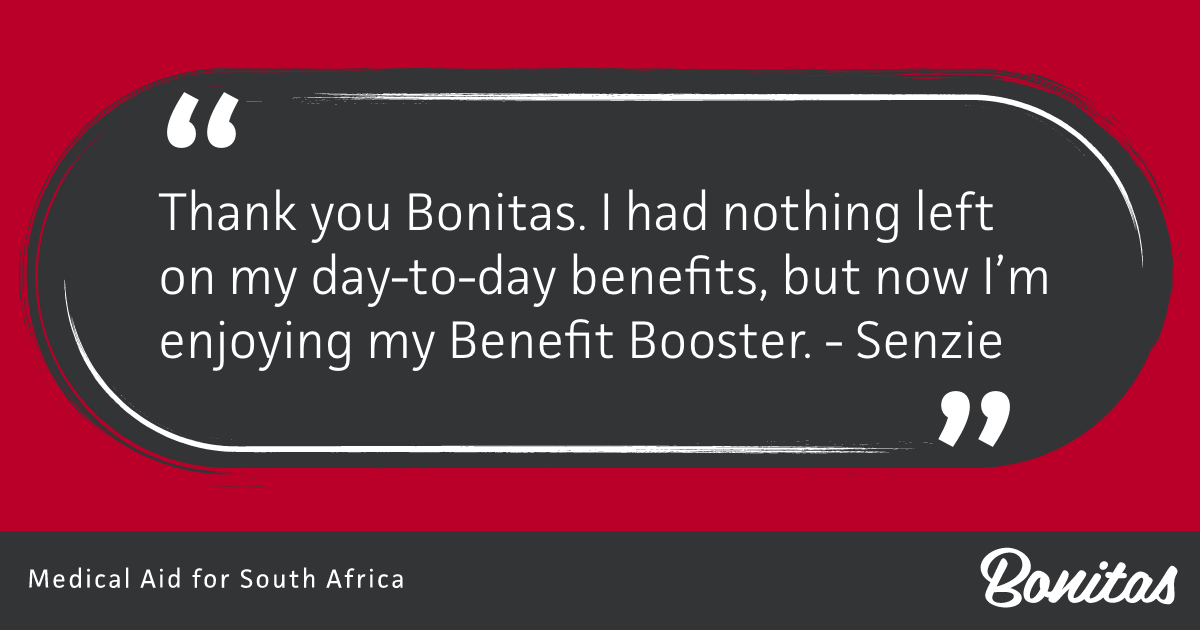 “
Thank you Bonitas. I had nothing left
on my day-to-day benefits, but now I’m
enjoying my Benefit Booster. - Senzie
”
Medical Aid for South Africa
Bonitas